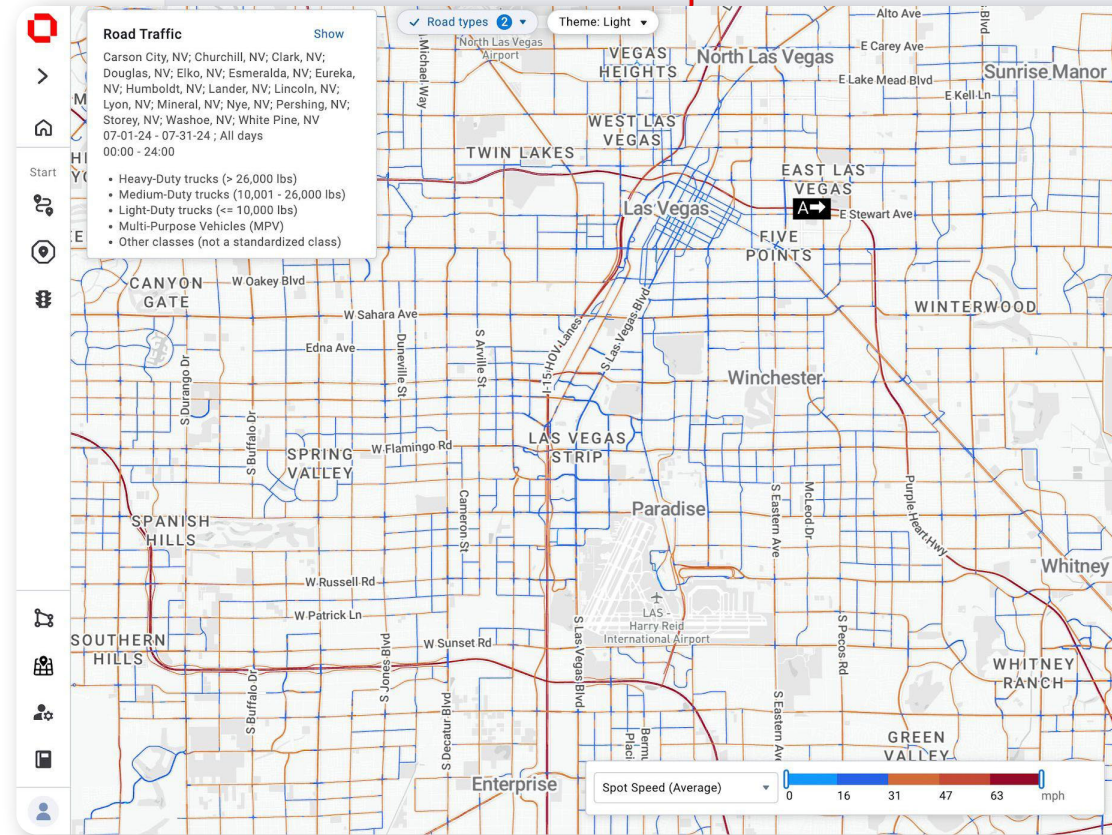 Road Traffic
Show
Carson City, NV; Churchill, NV; Clark, NV;
Douglas, NV; Elko, NV; Esmeralda, NV; Eureka,
NV; Humboldt, NV; Lander, NV; Lincoln, NV;
Lyon, NV; Mineral, NV; Nye, NV; Pershing, NV;
Storey, NV; Washoe, NV; White Pine, NV
07-01-24 - 07-31-24 ; All days
00:00 - 24:00
• Heavy-Duty trucks (> 26,000 lbs)
• Medium-Duty trucks (10,001 - 26,000 lbs)
• Light-Duty trucks (<= 10,000 lbs)
• Multi-Purpose Vehicles (MPV)
• Other classes (not a standardized class)
Start
Road types 2
Theme: Light
North Las Vegas
Airport
Michael Way
VEGAS
HEIGHTS
North Las Vegas
Alto Ave
E Carey Ave
Blvd
Sunrise Manor
E Lake Mead Blvd
E Kell Ln
WEST LAS
VEGAS
TWIN LAKES
EAST LAS
VEGAS
A
E Stewart Ave
Las Vegas
FIVE
POINTS
CANYON
GATE
W Oakey Blvd
W Sahara Ave
WINTERWOOD
Edna Ave
S Durango Dr
Duneville St
S Arville St
I-15 HOV Lanes
S Las Vegas Blvd
Winchester
S Buffalo Dr
SPRING
VALLEY
W Flamingo Rd
LAS VEGAS
STRIP
Cameron St
Paradise
S Eastern Ave
McLeod Dr
Purple Heart Hwy
SPANISH
HILLS
Whitney
W Russell Rd
W Patrick Ln
LAS -
Harry Reid
International Airport
SOUTHERN
HILLS
S Jones Blvd
W Sunset Rd
S Las Vegas Blvd
S Pecos Rd
WHITNEY
RANCH
S Buffalo Dr
S Decatur Blvd
S Eastern Ave
GREEN
VALLEY
Enterprise
Spot Speed (Average)
0 16 31 47 63 mph